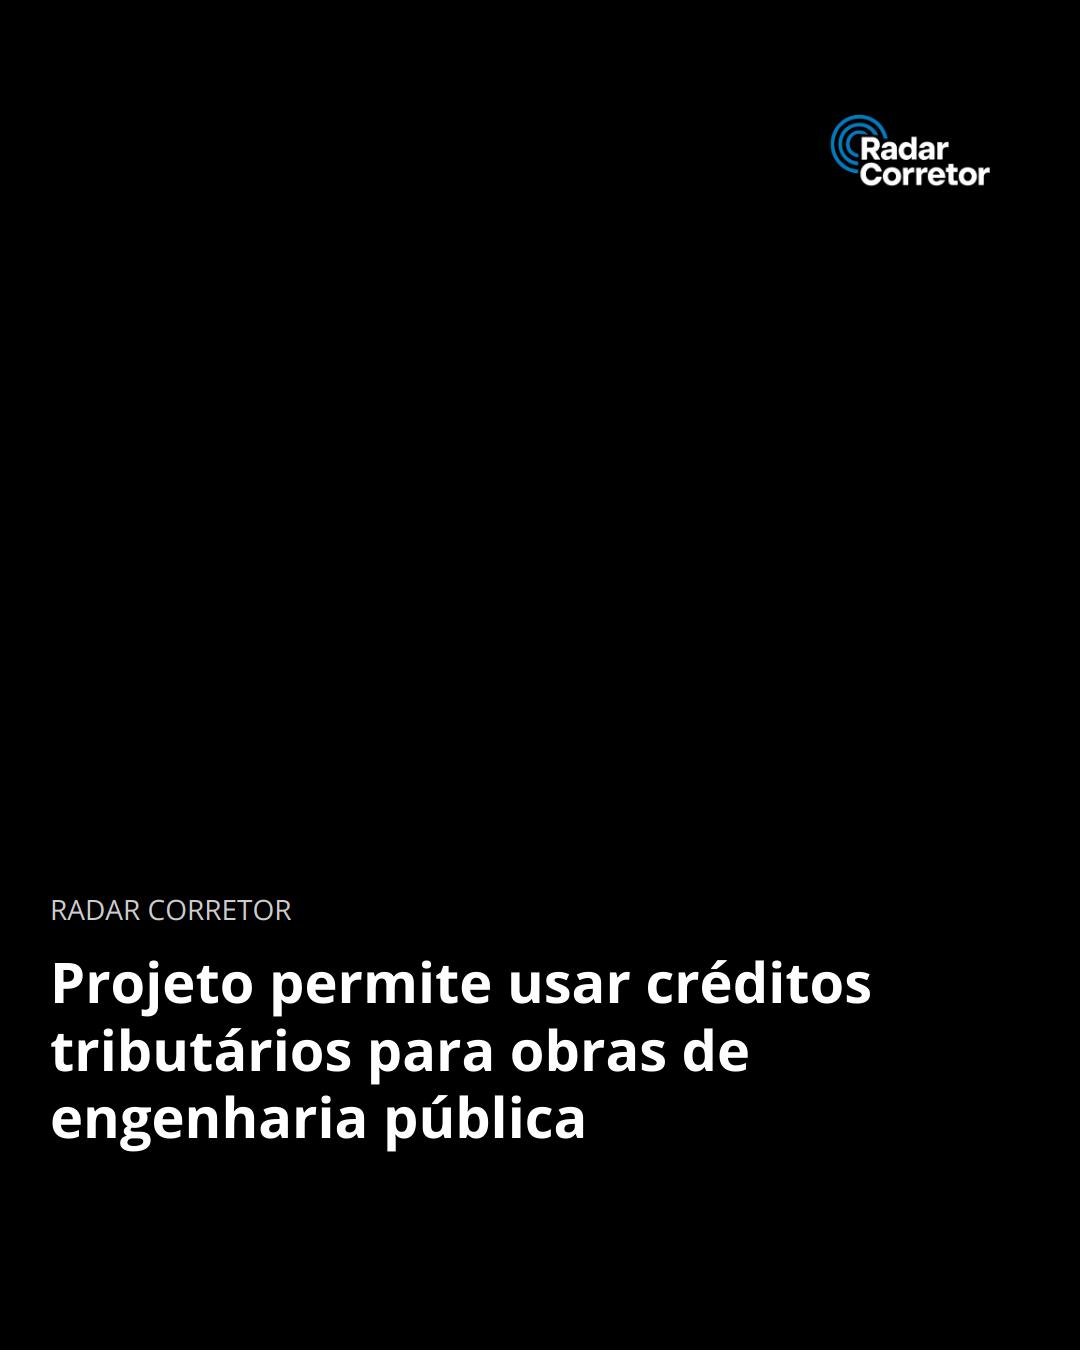 Radar
Corretor
RADAR CORRETOR
Projeto permite usar créditos
tributários para obras de
engenharia pública